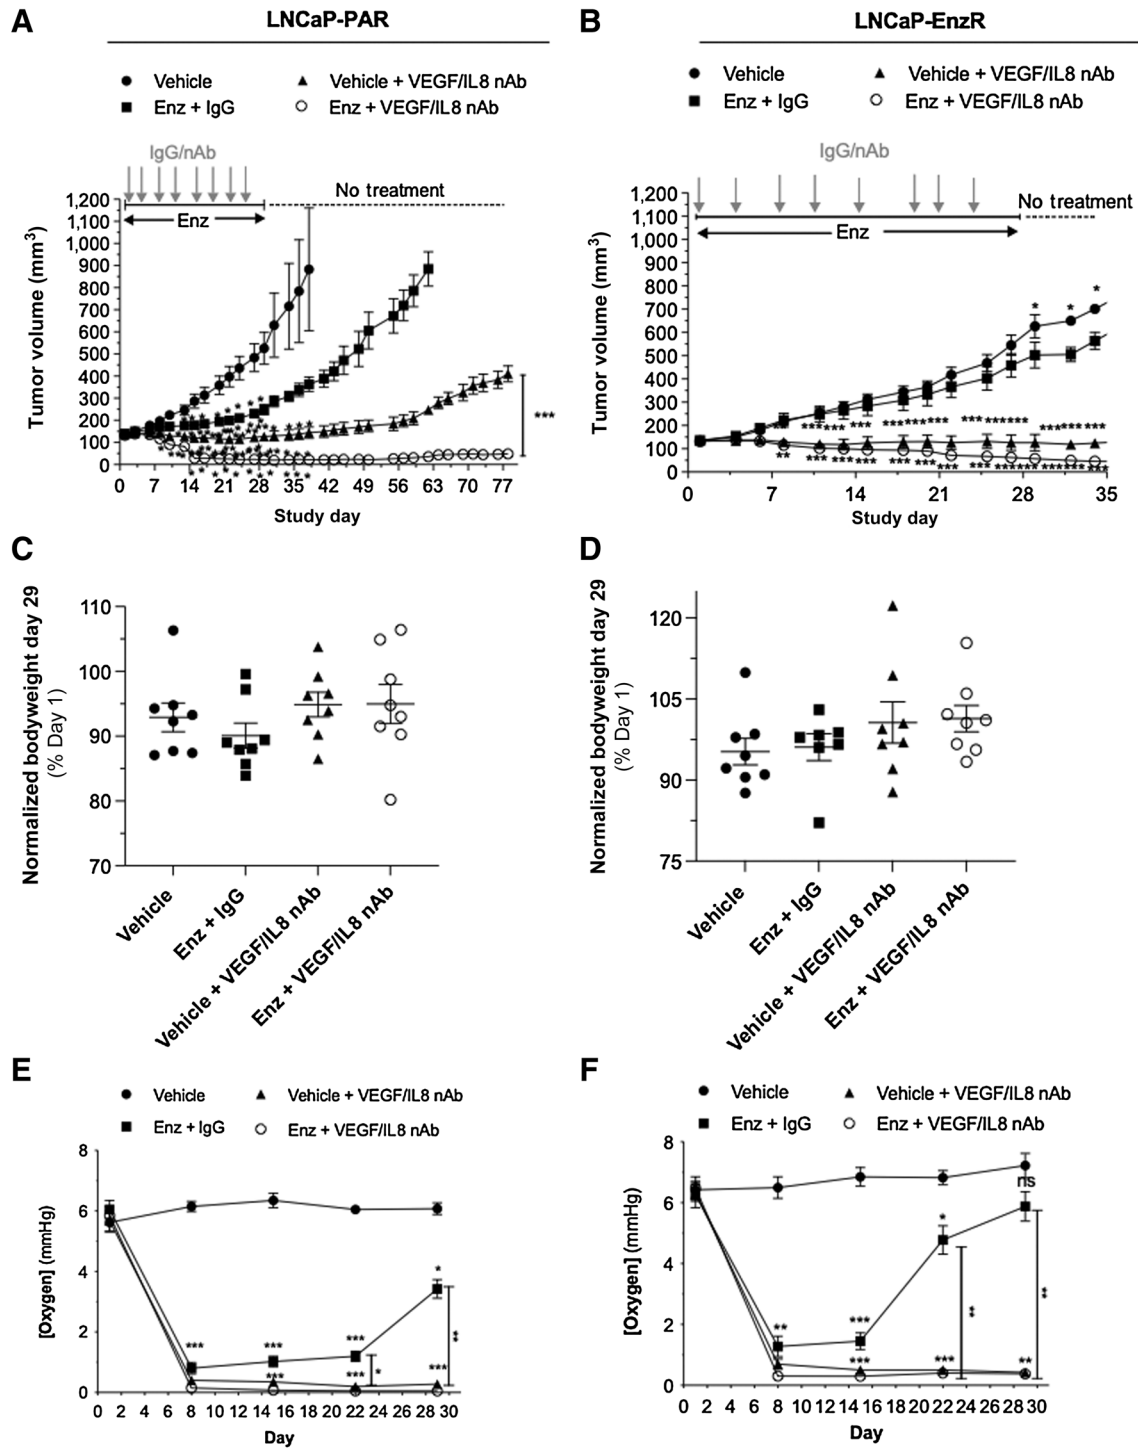 A
LNCaP-PAR
Vehicle
Vehicle + VEGF/IL8 nAb
Enz + IgG
Enz + VEGF/IL8 nAb
IgG/nAb
No treatment
Enz
Tumor volume (mm³)
1,200
1,100
1,000
900
800
700
600
500
400
300
200
100
0
***
0 7 14 21 28 35 42 49 56 63 70 77
Study day
B
LNCaP-EnzR
Vehicle
Vehicle + VEGF/IL8 nAb
Enz + IgG
Enz + VEGF/IL8 nAb
IgG/nAb
No treatment
Enz
Tumor volume (mm³)
1,200
1,100
1,000
900
800
700
600
500
400
300
200
100
0
* * *
0 7 14 21 28 35
Study day
C
Normalized bodyweight day 29
(% Day 1)
110
100
90
80
70
Vehicle
Enz + IgG
Vehicle + VEGF/IL8 nAb
Enz + VEGF/IL8 nAb
D
Normalized bodyweight day 29
(% Day 1)
120
105
90
75
Vehicle
Enz + IgG
Vehicle + VEGF/IL8 nAb
Enz + VEGF/IL8 nAb
E
Vehicle
Vehicle + VEGF/IL8 nAb
Enz + IgG
Enz + VEGF/IL8 nAb
[Oxygen] (mmHg)
8
6
4
2
0
*
**
*** *** ***
*
*** *** ***
0 2 4 6 8 10 12 14 16 18 20 22 24 26 28 30
Day
F
Vehicle
Vehicle + VEGF/IL8 nAb
Enz + IgG
Enz + VEGF/IL8 nAb
[Oxygen] (mmHg)
8
6
4
2
0
ns
*
**
**
** ***
*** *** **
0 2 4 6 8 10 12 14 16 18 20 22 24 26 28 30
Day